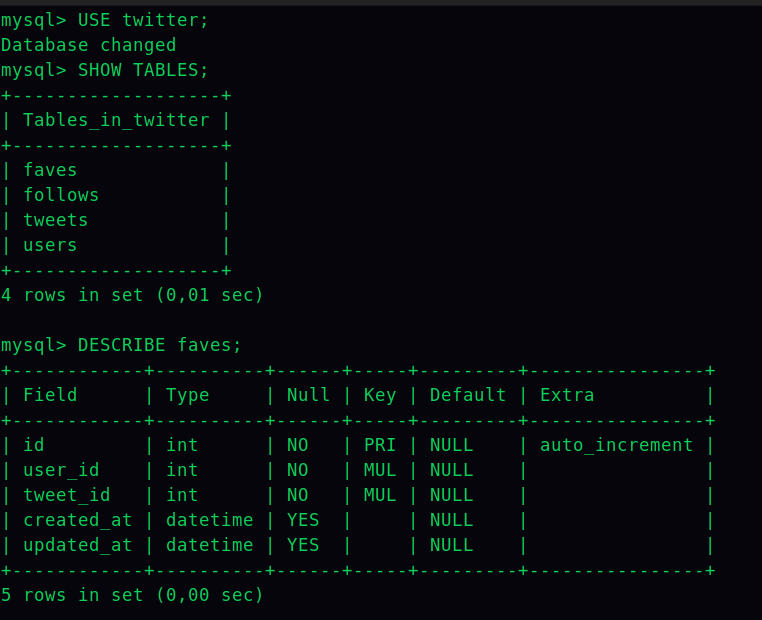 mysql> USE twitter;
Database changed
mysql> SHOW TABLES;
+-------------------+
| Tables_in_twitter |
+-------------------+
| faves             |
| follows           |
| tweets            |
| users             |
+-------------------+
4 rows in set (0,01 sec)

mysql> DESCRIBE faves;
+------------+----------+------+-----+---------+----------------+
| Field      | Type     | Null | Key | Default | Extra          |
+------------+----------+------+-----+---------+----------------+
| id         | int      | NO   | PRI | NULL    | auto_increment |
| user_id    | int      | NO   | MUL | NULL    |                |
| tweet_id   | int      | NO   | MUL | NULL    |                |
| created_at | datetime | YES  |     | NULL    |                |
| updated_at | datetime | YES  |     | NULL    |                |
+------------+----------+------+-----+---------+----------------+
5 rows in set (0,00 sec)